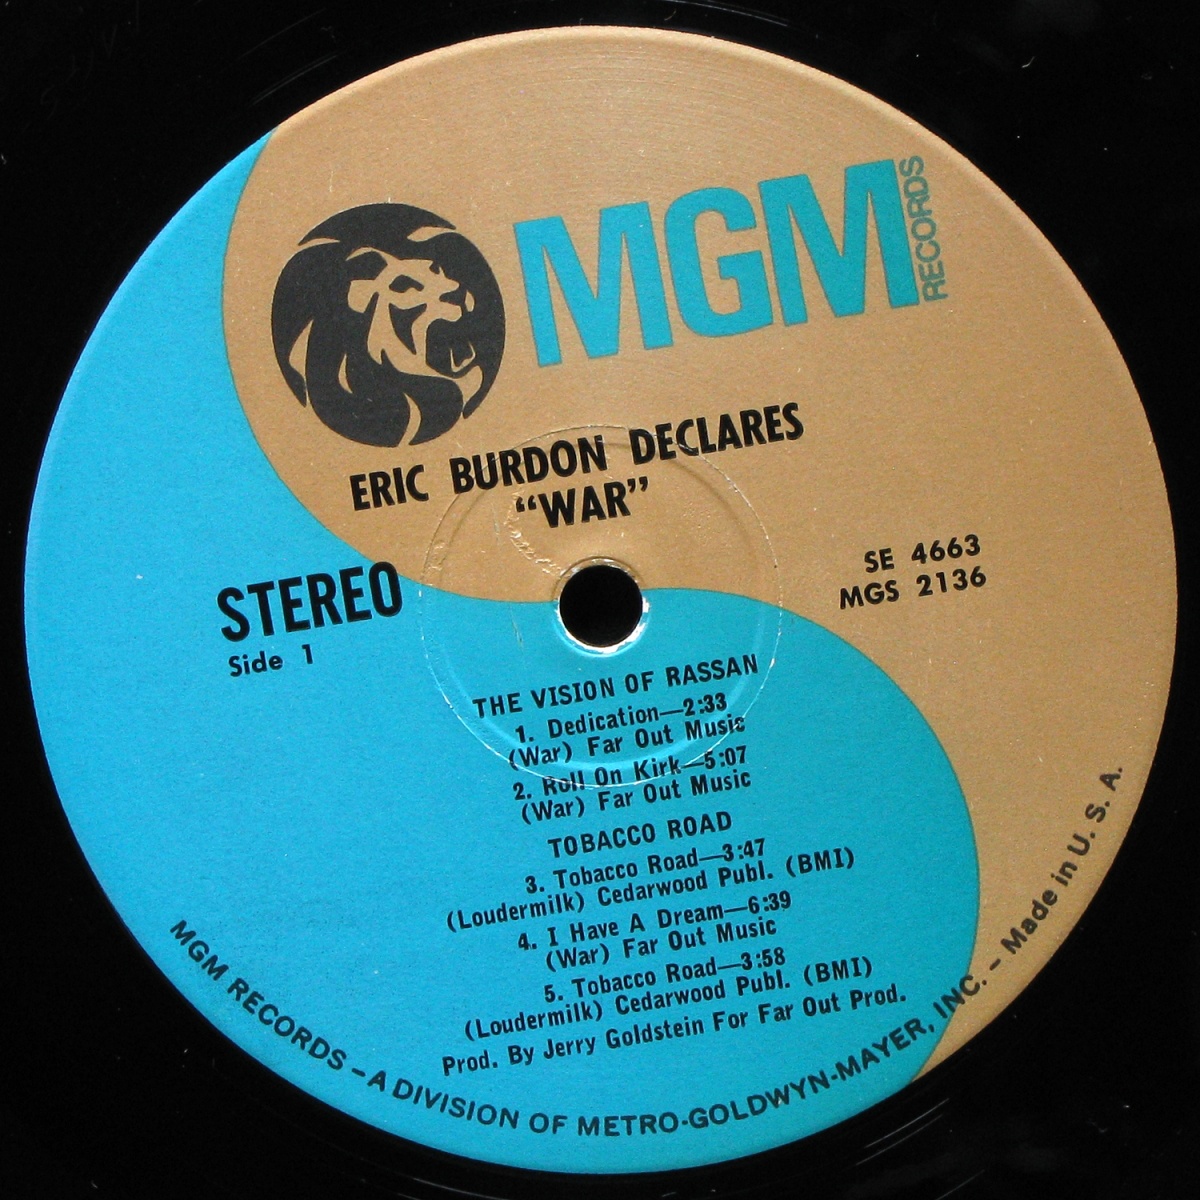 MGM RECORDS
ERIC BURDON DECLARES
“WAR”
SE 4663
MGS 2136
STEREO
Side 1
THE VISION OF RASSAN
1. Dedication—2:33
(War) Far Out Music
2. Roll On Kirk—5:07
(War) Far Out Music
TOBACCO ROAD
3. Tobacco Road—3:47
(Loudermilk) Cedarwood Publ. (BMI)
4. I Have A Dream—6:39
(War) Far Out Music
5. Tobacco Road—3:58
(Loudermilk) Cedarwood Publ. (BMI)
Prod. By Jerry Goldstein For Far Out Prod.
MGM RECORDS – A DIVISION OF METRO-GOLDWYN-MAYER, INC. – Made in U. S. A.